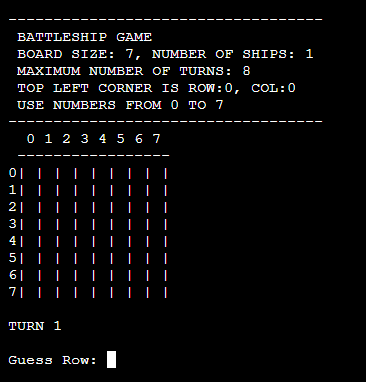 -----------------------------------
BATTLESHIP GAME
BOARD SIZE: 7, NUMBER OF SHIPS: 1
MAXIMUM NUMBER OF TURNS: 8
TOP LEFT CORNER IS ROW:0, COL:0
USE NUMBERS FROM 0 TO 7
-----------------------------------
0 1 2 3 4 5 6 7
-----------------
0| | | | | | | | |
1| | | | | | | | |
2| | | | | | | | |
3| | | | | | | | |
4| | | | | | | | |
5| | | | | | | | |
6| | | | | | | | |
7| | | | | | | | |
TURN 1
Guess Row: